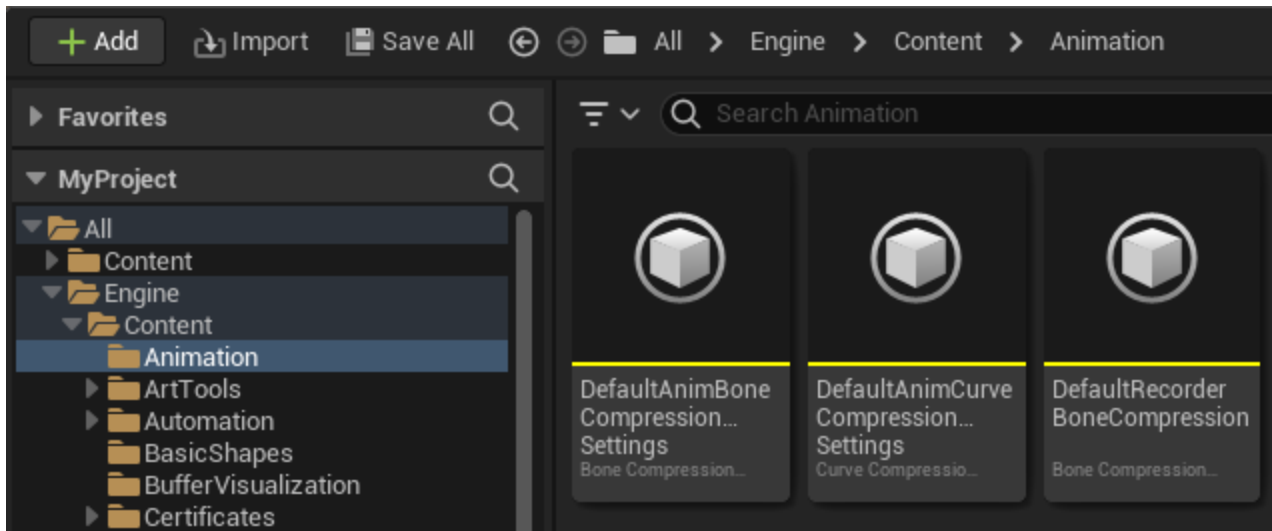 Add
Import
Save All
All > Engine > Content > Animation
Favorites
MyProject
All
Content
Engine
Content
Animation
ArtTools
Automation
BasicShapes
BufferVisualization
Certificates
Search Animation
DefaultAnimBone
Compression...
Settings
Bone Compression...
DefaultAnimCurve
Compression...
Settings
Curve Compressio...
DefaultRecorder
BoneCompression
Bone Compression...